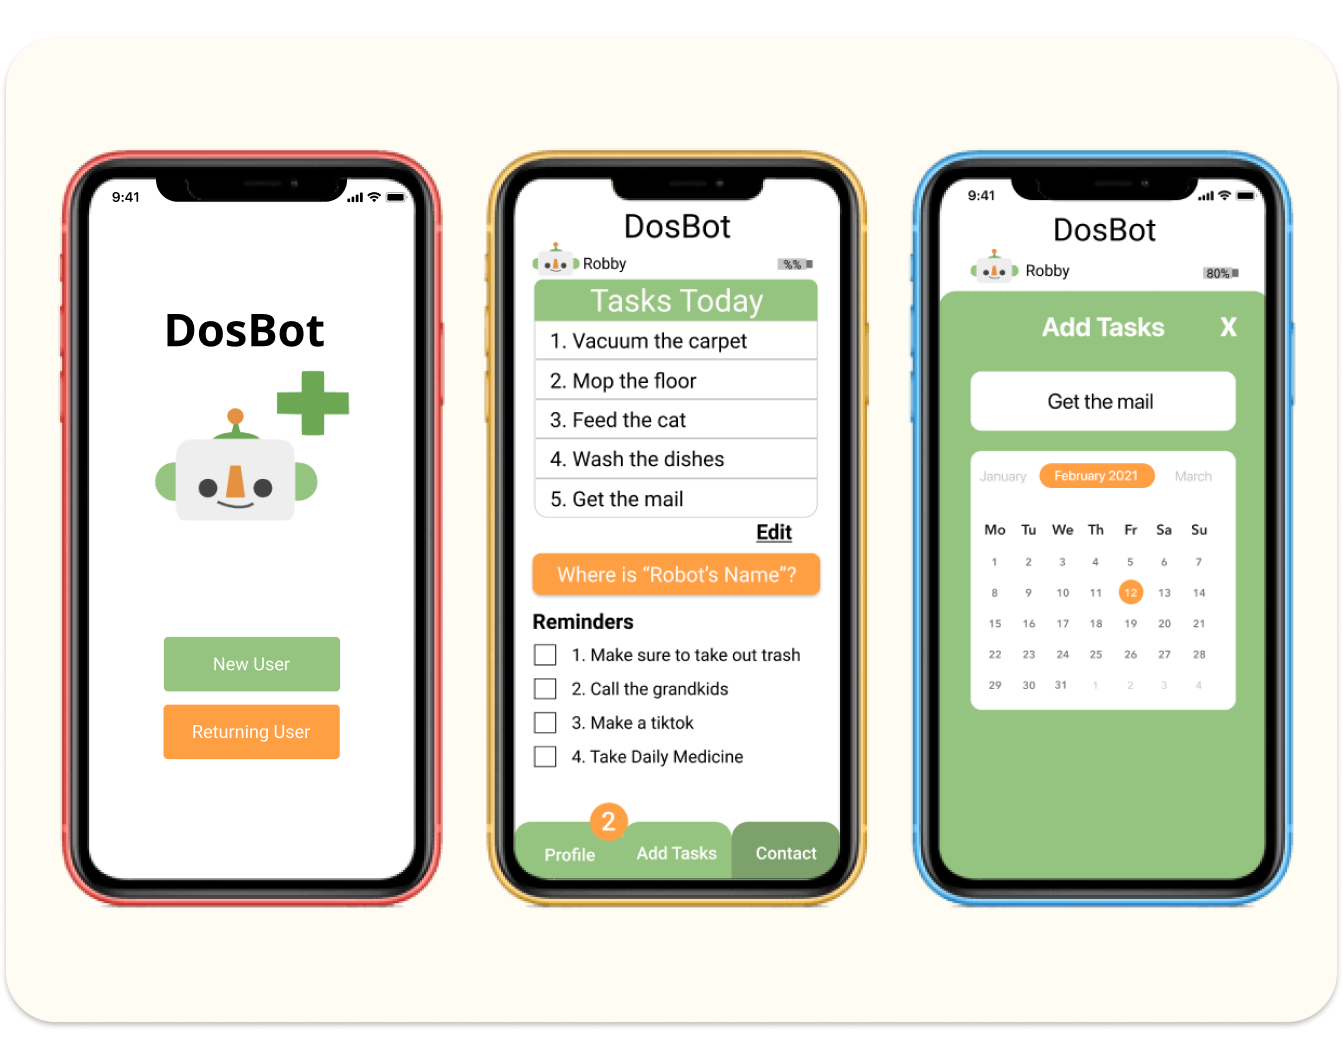 9:41
DosBot
New User
Returning User
DosBot
Robby
%%
Tasks Today
1. Vacuum the carpet
2. Mop the floor
3. Feed the cat
4. Wash the dishes
5. Get the mail
Edit
Where is “Robot’s Name”?
Reminders
1. Make sure to take out trash
2. Call the grandkids
3. Make a tiktok
4. Take Daily Medicine
2
Profile Add Tasks Contact
9:41
DosBot
Robby
80%
Add Tasks X
Get the mail
January February 2021 March
Mo Tu We Th Fr Sa Su
1 2 3 4 5 6 7
8 9 10 11 12 13 14
15 16 17 18 19 20 21
22 23 24 25 26 27 28
29 30 31 1 2 3 4